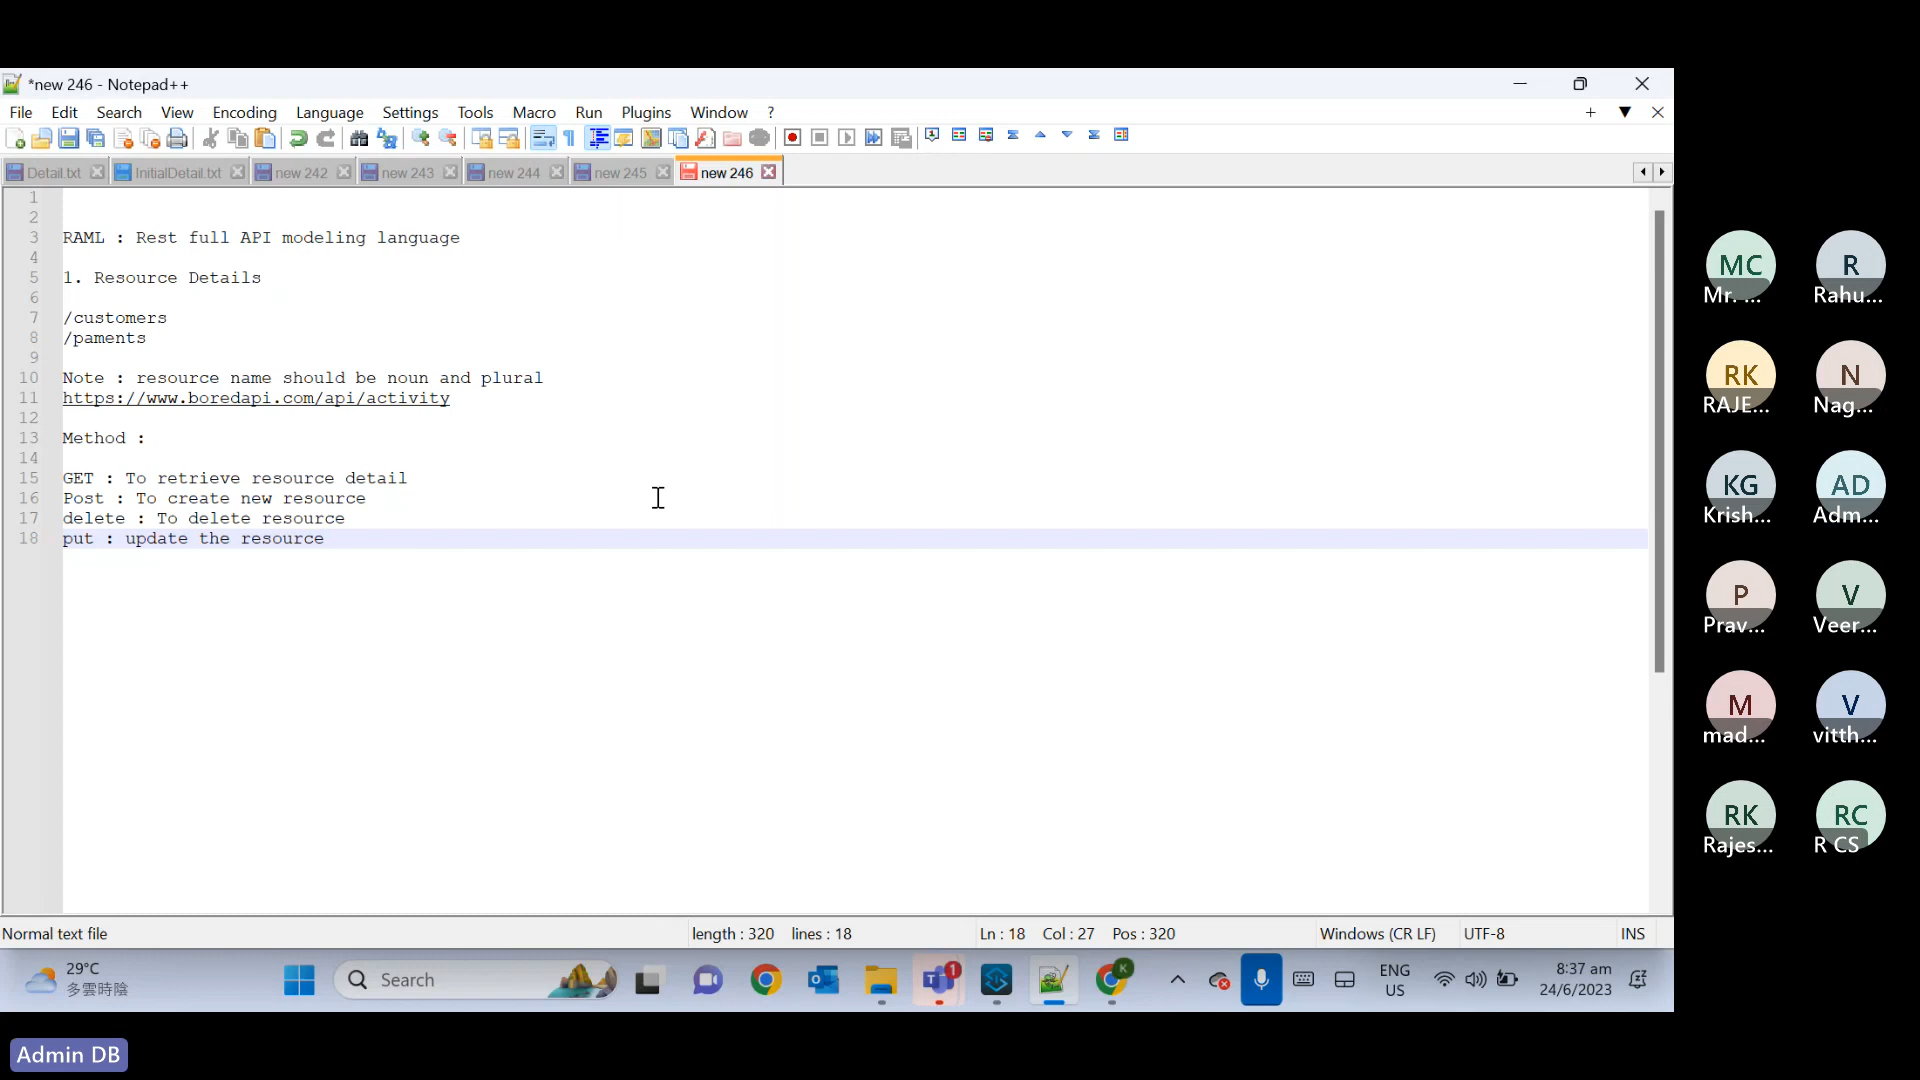 *new 246 - Notepad++
File Edit Search View Encoding Language Settings Tools Macro Run Plugins Window ?
Detail.txt InitialDetail.txt new 242 new 243 new 244 new 245 new 246
1
2
3 RAML : Rest full API modeling language
4
5 1. Resource Details
6
7 /customers
8 /paments
9
10 Note : resource name should be noun and plural
11 https://www.boredapi.com/api/activity
12
13 Method :
14
15 GET : To retrieve resource detail
16 Post : To create new resource
17 delete : To delete resource
18 put : update the resource
Normal text file length : 320 lines : 18 Ln : 18 Col : 27 Pos : 320 Windows (CR LF) UTF-8 INS
29°C
多雲時陰
Search
1
K
ENG
US
8:37 am
24/6/2023
MC
Mr. ...
R
Rahu...
RK
RAJE...
N
Nag...
KG
Krish...
AD
Adm...
P
Prav...
V
Veer...
M
mad...
V
vitth...
RK
Rajes...
RC
R CS
Admin DB